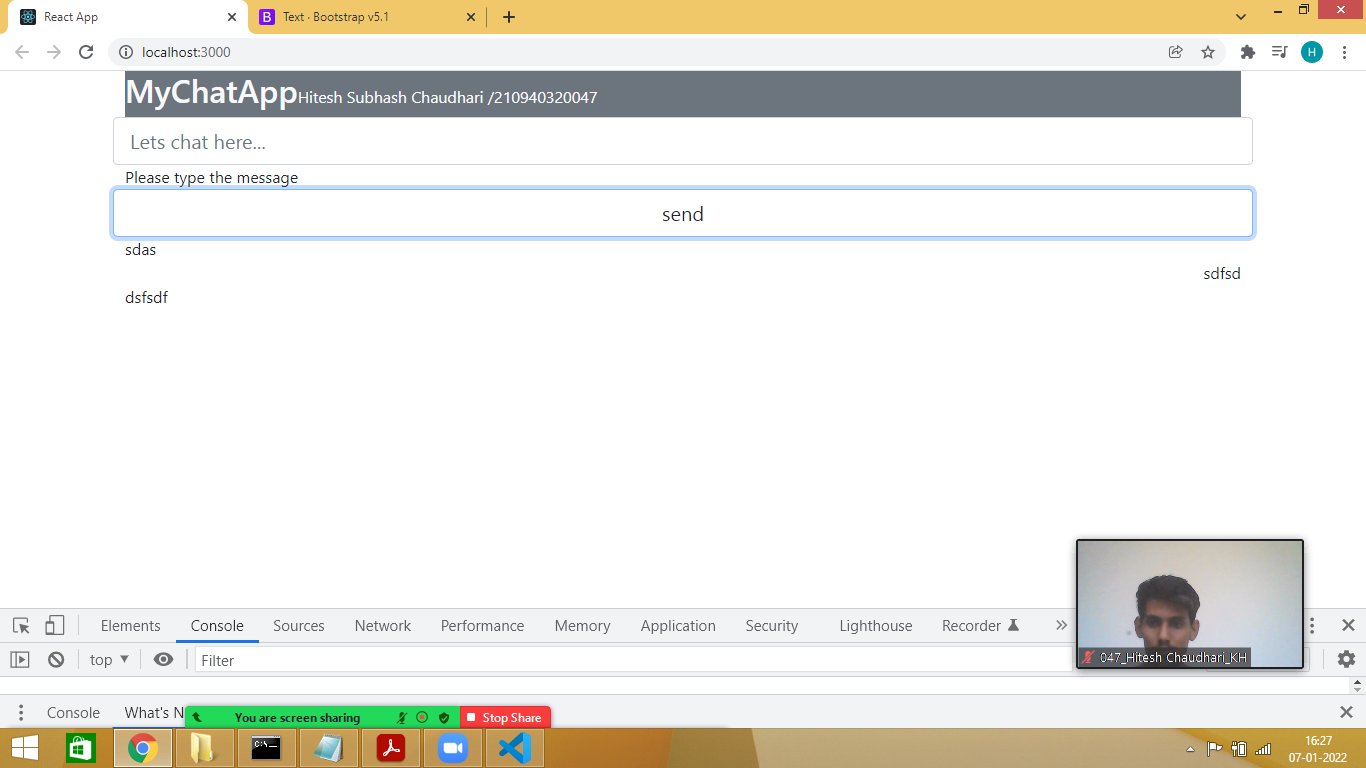 React App
Text · Bootstrap v5.1
localhost:3000
H
MyChatApp Hitesh Subhash Chaudhari /210940320047
Lets chat here...
Please type the message
send
sdas
sdfsd
dsfsdf
Elements Console Sources Network Performance Memory Application Security Lighthouse Recorder
top Filter
047_Hitesh Chaudhari_KH
Console What's N
You are screen sharing Stop Share
C:\_
16:27
07-01-2022